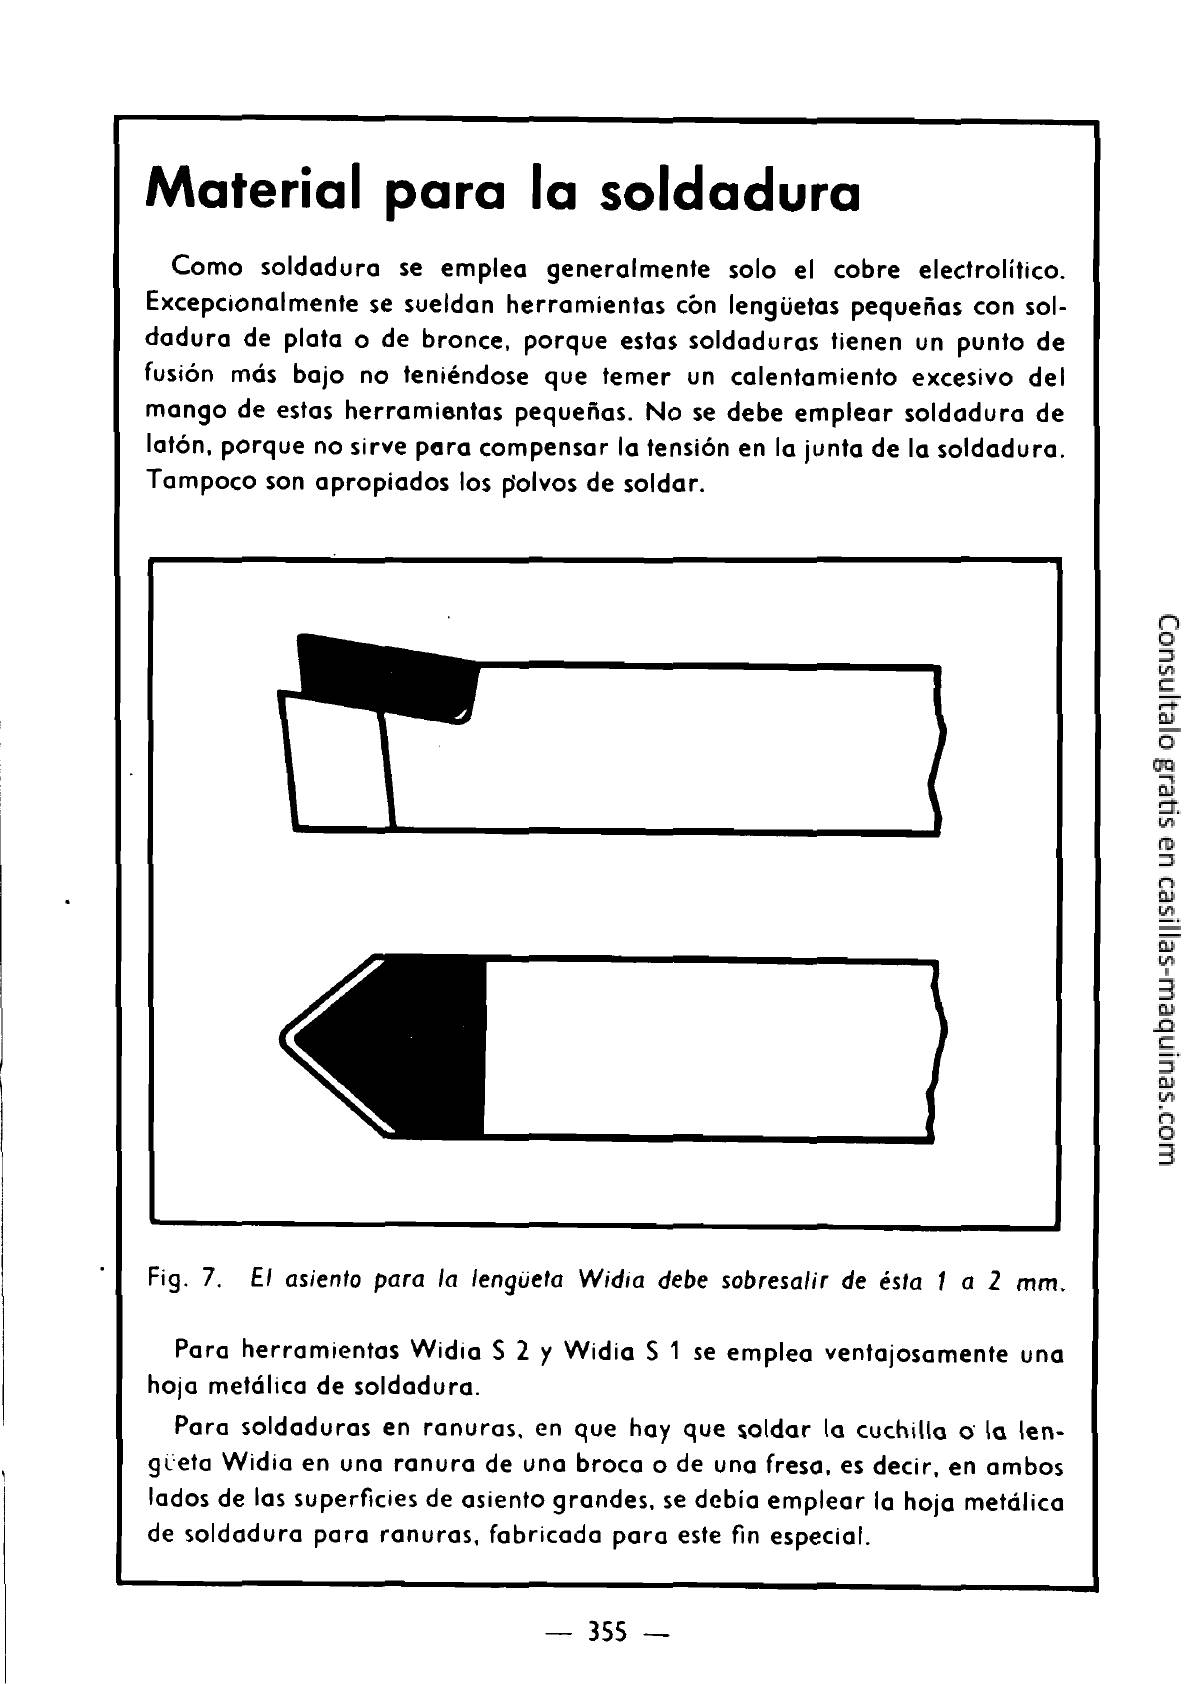 Material para la soldadura
Como soldadura se emplea generalmente solo el cobre electrolítico.
Excepcionalmente se sueldan herramientas con lengüetas pequeñas con sol-
dadura de plata o de bronce, porque estas soldaduras tienen un punto de
fusión más bajo no teniéndose que temer un calentamiento excesivo del
mango de estas herramientas pequeñas. No se debe emplear soldadura de
latón, porque no sirve para compensar la tensión en la junta de la soldadura.
Tampoco son apropiados los polvos de soldar.
Fig. 7. El asiento para la lengüeta Widia debe sobresalir de ésta 1 a 2 mm.
Para herramientas Widia S 2 y Widia S 1 se emplea ventajosamente una
hoja metálica de soldadura.
Para soldaduras en ranuras, en que hay que soldar la cuchilla o la len-
güeta Widia en una ranura de una broca o de una fresa, es decir, en ambos
lados de las superficies de asiento grandes, se debía emplear la hoja metálica
de soldadura para ranuras, fabricada para este fin especial.
— 355 —
Consultalo gratis en casillas-maquinas.com